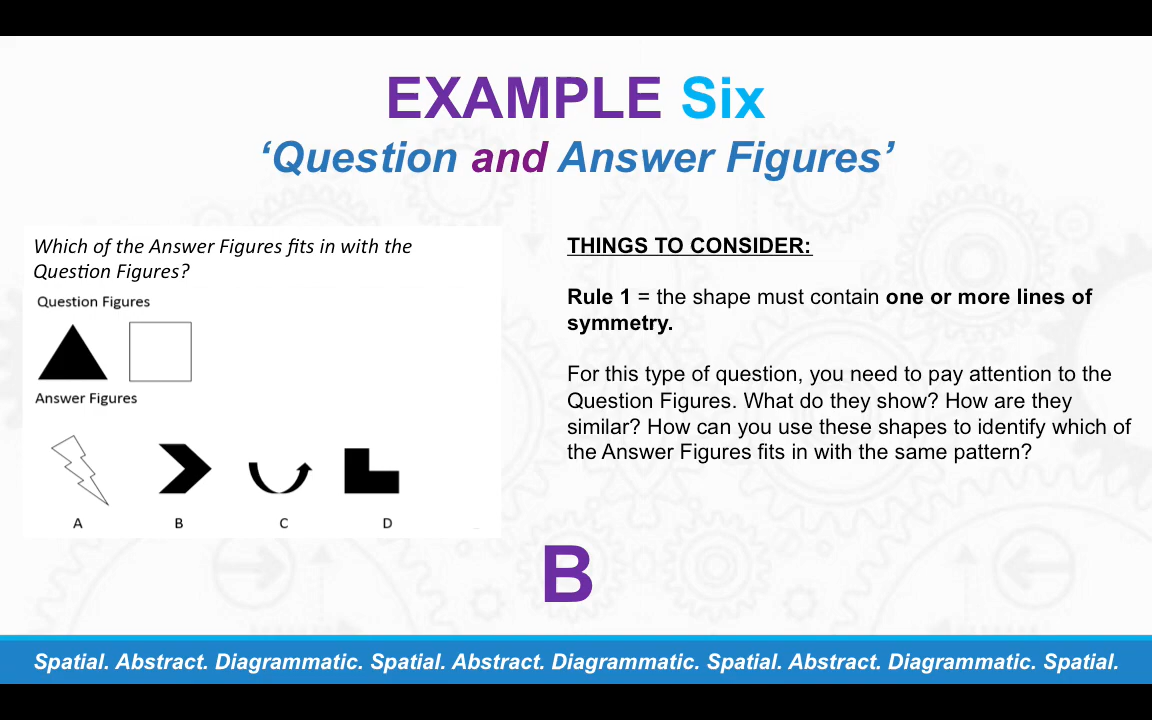 EXAMPLE Six
‘Question and Answer Figures’
Which of the Answer Figures fits in with the
Question Figures?
Question Figures
Answer Figures
A B C D
THINGS TO CONSIDER:
Rule 1 = the shape must contain one or more lines of
symmetry.
For this type of question, you need to pay attention to the
Question Figures. What do they show? How are they
similar? How can you use these shapes to identify which of
the Answer Figures fits in with the same pattern?
B
Spatial. Abstract. Diagrammatic. Spatial. Abstract. Diagrammatic. Spatial. Abstract. Diagrammatic. Spatial.